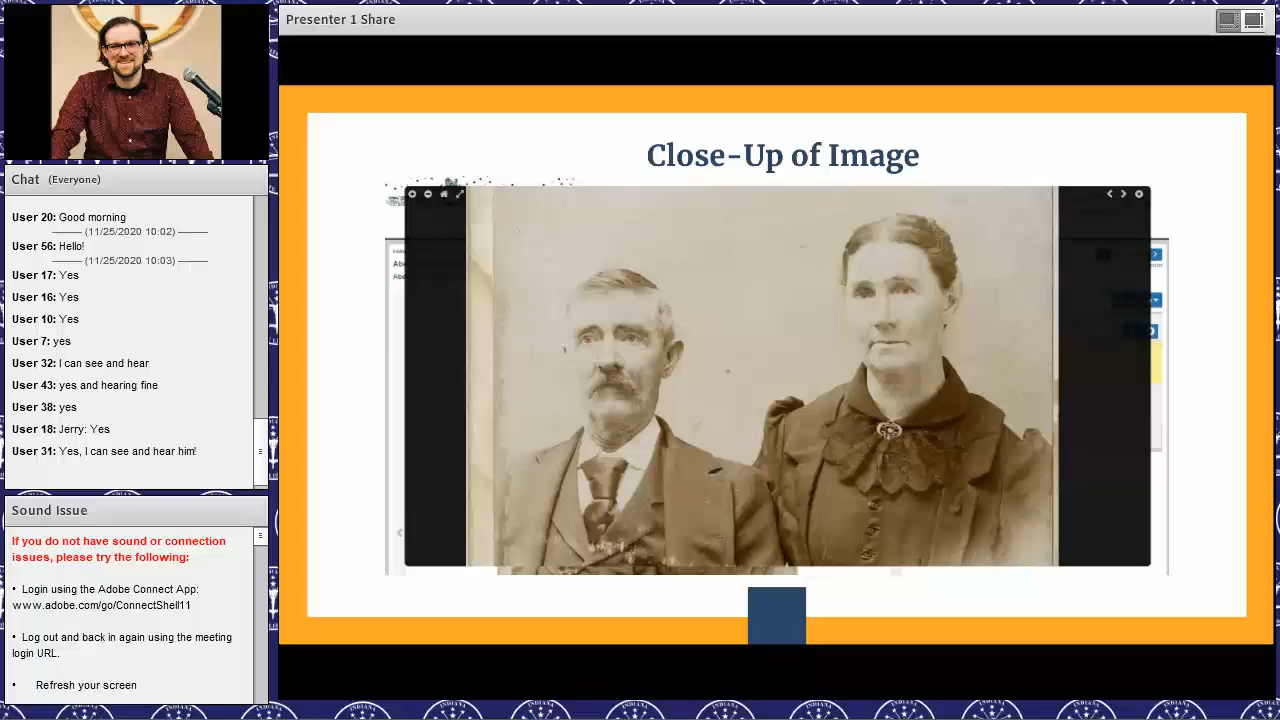 Presenter 1 Share
Chat (Everyone)
User 20: Good morning
(11/25/2020 10:02)
User 56: Hello!
(11/25/2020 10:03)
User 17: Yes
User 16: Yes
User 10: Yes
User 7: yes
User 32: I can see and hear
User 43: yes and hearing fine
User 38: yes
User 18: Jerry: Yes
User 31: Yes, I can see and hear him!
Sound Issue
If you do not have sound or connection
issues, please try the following:
• Login using the Adobe Connect App:
www.adobe.com/go/ConnectShell11
• Log out and back in again using the meeting
login URL.
• Refresh your screen
Close-Up of Image
INDIANA